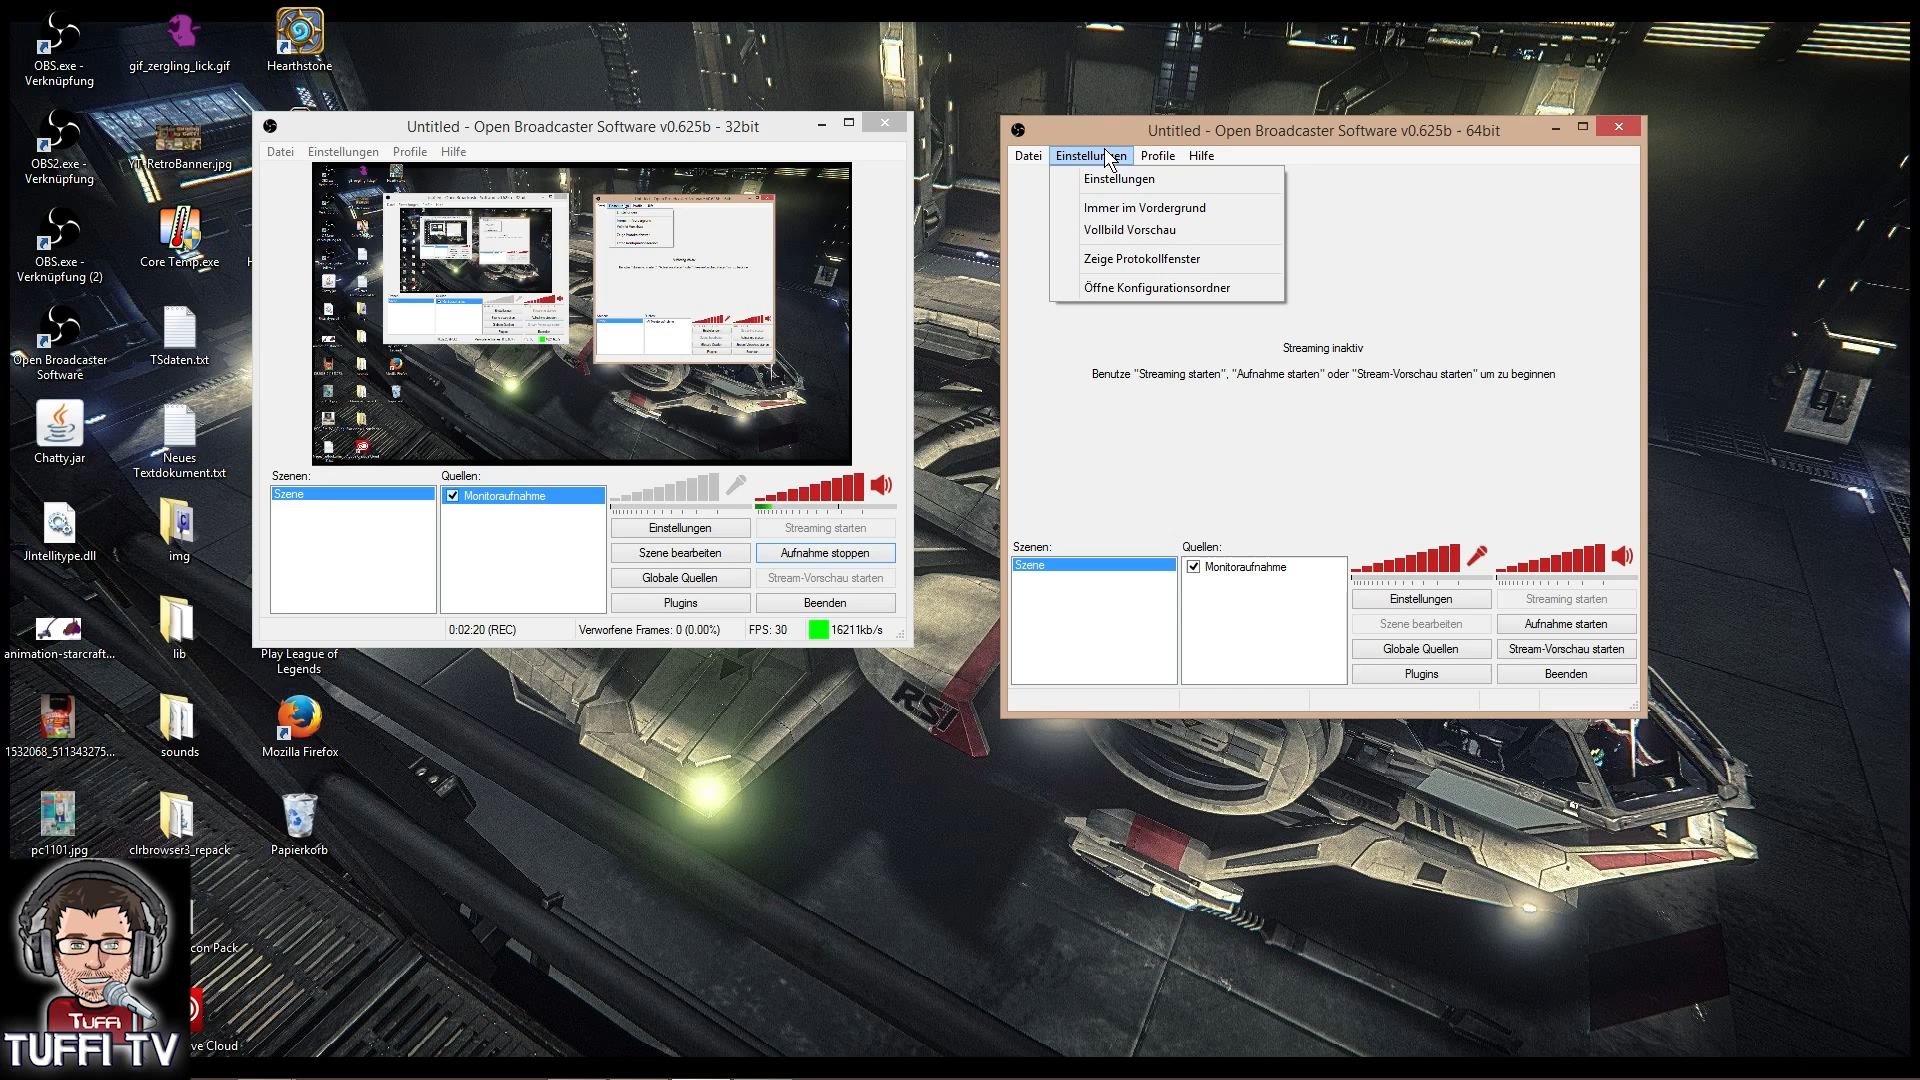 OBS.exe -
Verknüpfung
gif_zergling_lick.gif
Hearthstone
OBS2.exe -
Verknüpfung
YT-RetroBanner.jpg
OBS.exe -
Verknüpfung (2)
Core Temp.exe
Open Broadcaster
Software
TSdaten.txt
Chatty.jar
Neues
Textdokument.txt
JIntellitype.dll
img
animation-starcraft...
lib
Play League of
Legends
1532068_511343275...
sounds
Mozilla Firefox
pc1101.jpg
clrbrowser3_repack
Papierkorb
con Pack
ve Cloud
TUFFI
TUFFI TV
Untitled - Open Broadcaster Software v0.625b - 32bit
Datei Einstellungen Profile Hilfe
Szenen:
Szene
Quellen:
Monitoraufnahme
Einstellungen
Streaming starten
Szene bearbeiten
Aufnahme stoppen
Globale Quellen
Stream-Vorschau starten
Plugins
Beenden
0:02:20 (REC)
Verworfene Frames: 0 (0.00%)
FPS: 30
16211kb/s
Untitled - Open Broadcaster Software v0.625b - 64bit
Datei Einstellungen Profile Hilfe
Einstellungen
Immer im Vordergrund
Vollbild Vorschau
Zeige Protokollfenster
Öffne Konfigurationsordner
Streaming inaktiv
Benutze "Streaming starten", "Aufnahme starten" oder "Stream-Vorschau starten" um zu beginnen
Szenen:
Szene
Quellen:
Monitoraufnahme
Einstellungen
Streaming starten
Szene bearbeiten
Aufnahme starten
Globale Quellen
Stream-Vorschau starten
Plugins
Beenden
RSI